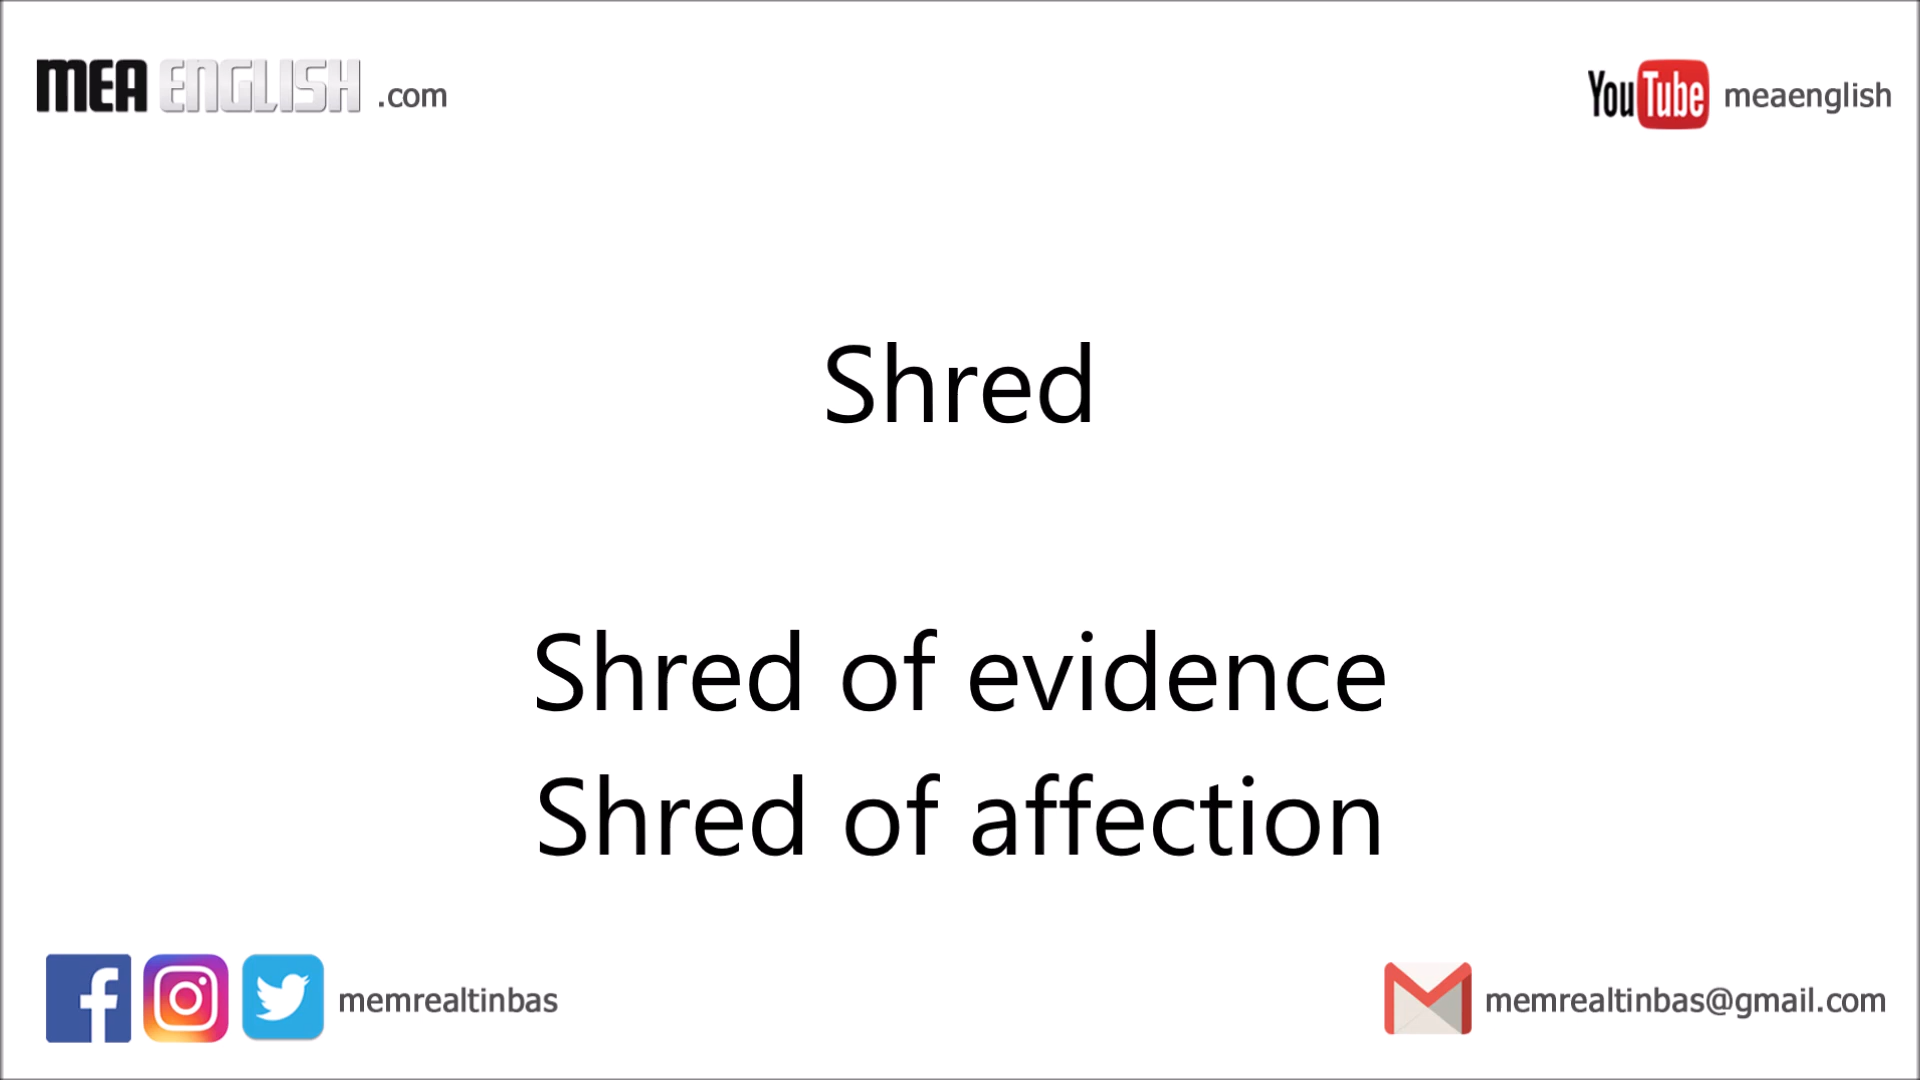 MEA ENGLISH .com
YouTube meaenglish
Shred
Shred of evidence
Shred of affection
memrealtinbas
memrealtinbas@gmail.com